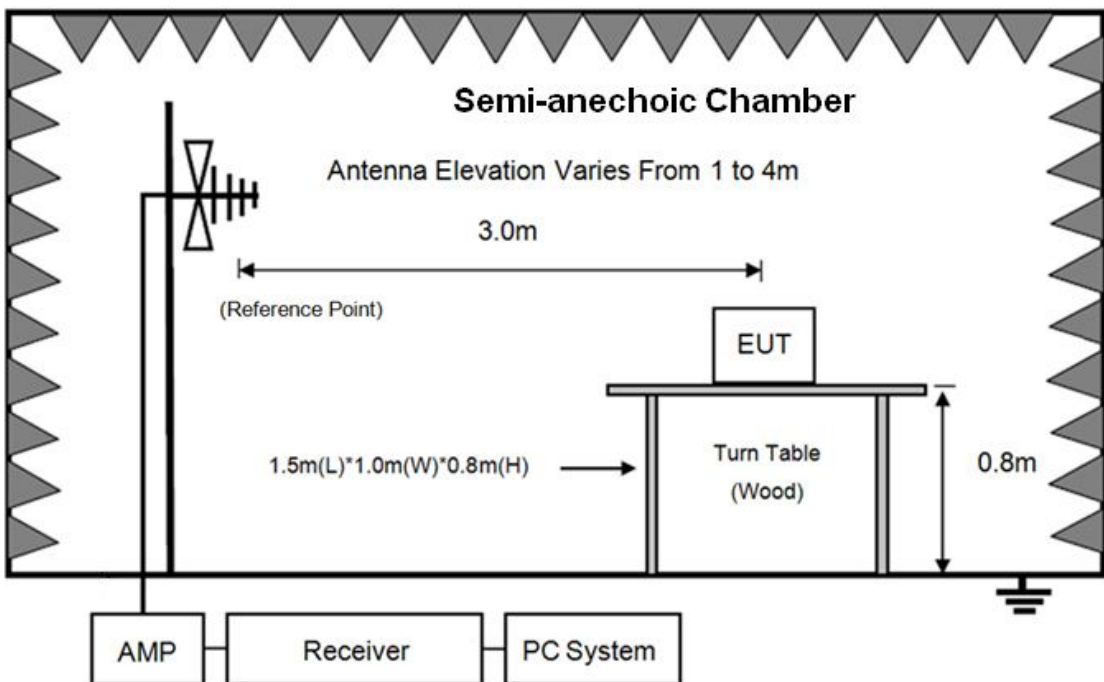 Semi-anechoic Chamber
Antenna Elevation Varies From 1 to 4m
3.0m
(Reference Point)
EUT
1.5m(L)*1.0m(W)*0.8m(H)
Turn Table
(Wood)
0.8m
AMP
Receiver
PC System